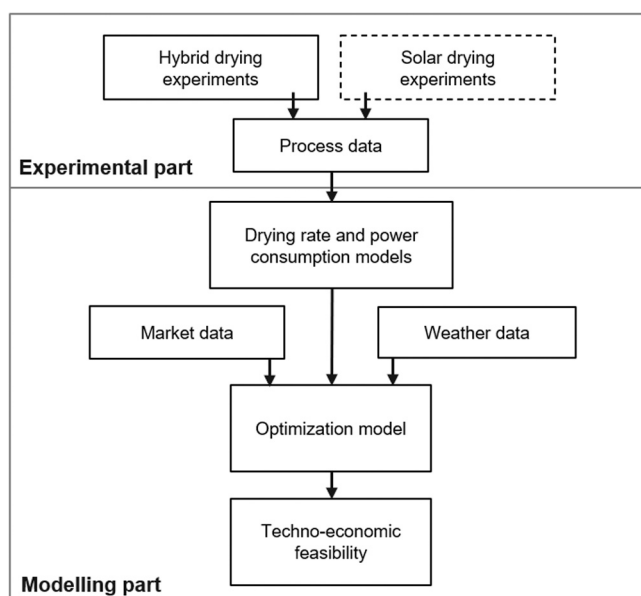 Hybrid drying
experiments
Solar drying
experiments
Process data
Experimental part
Drying rate and power
consumption models
Market data
Weather data
Optimization model
Techno-economic
feasibility
Modelling part